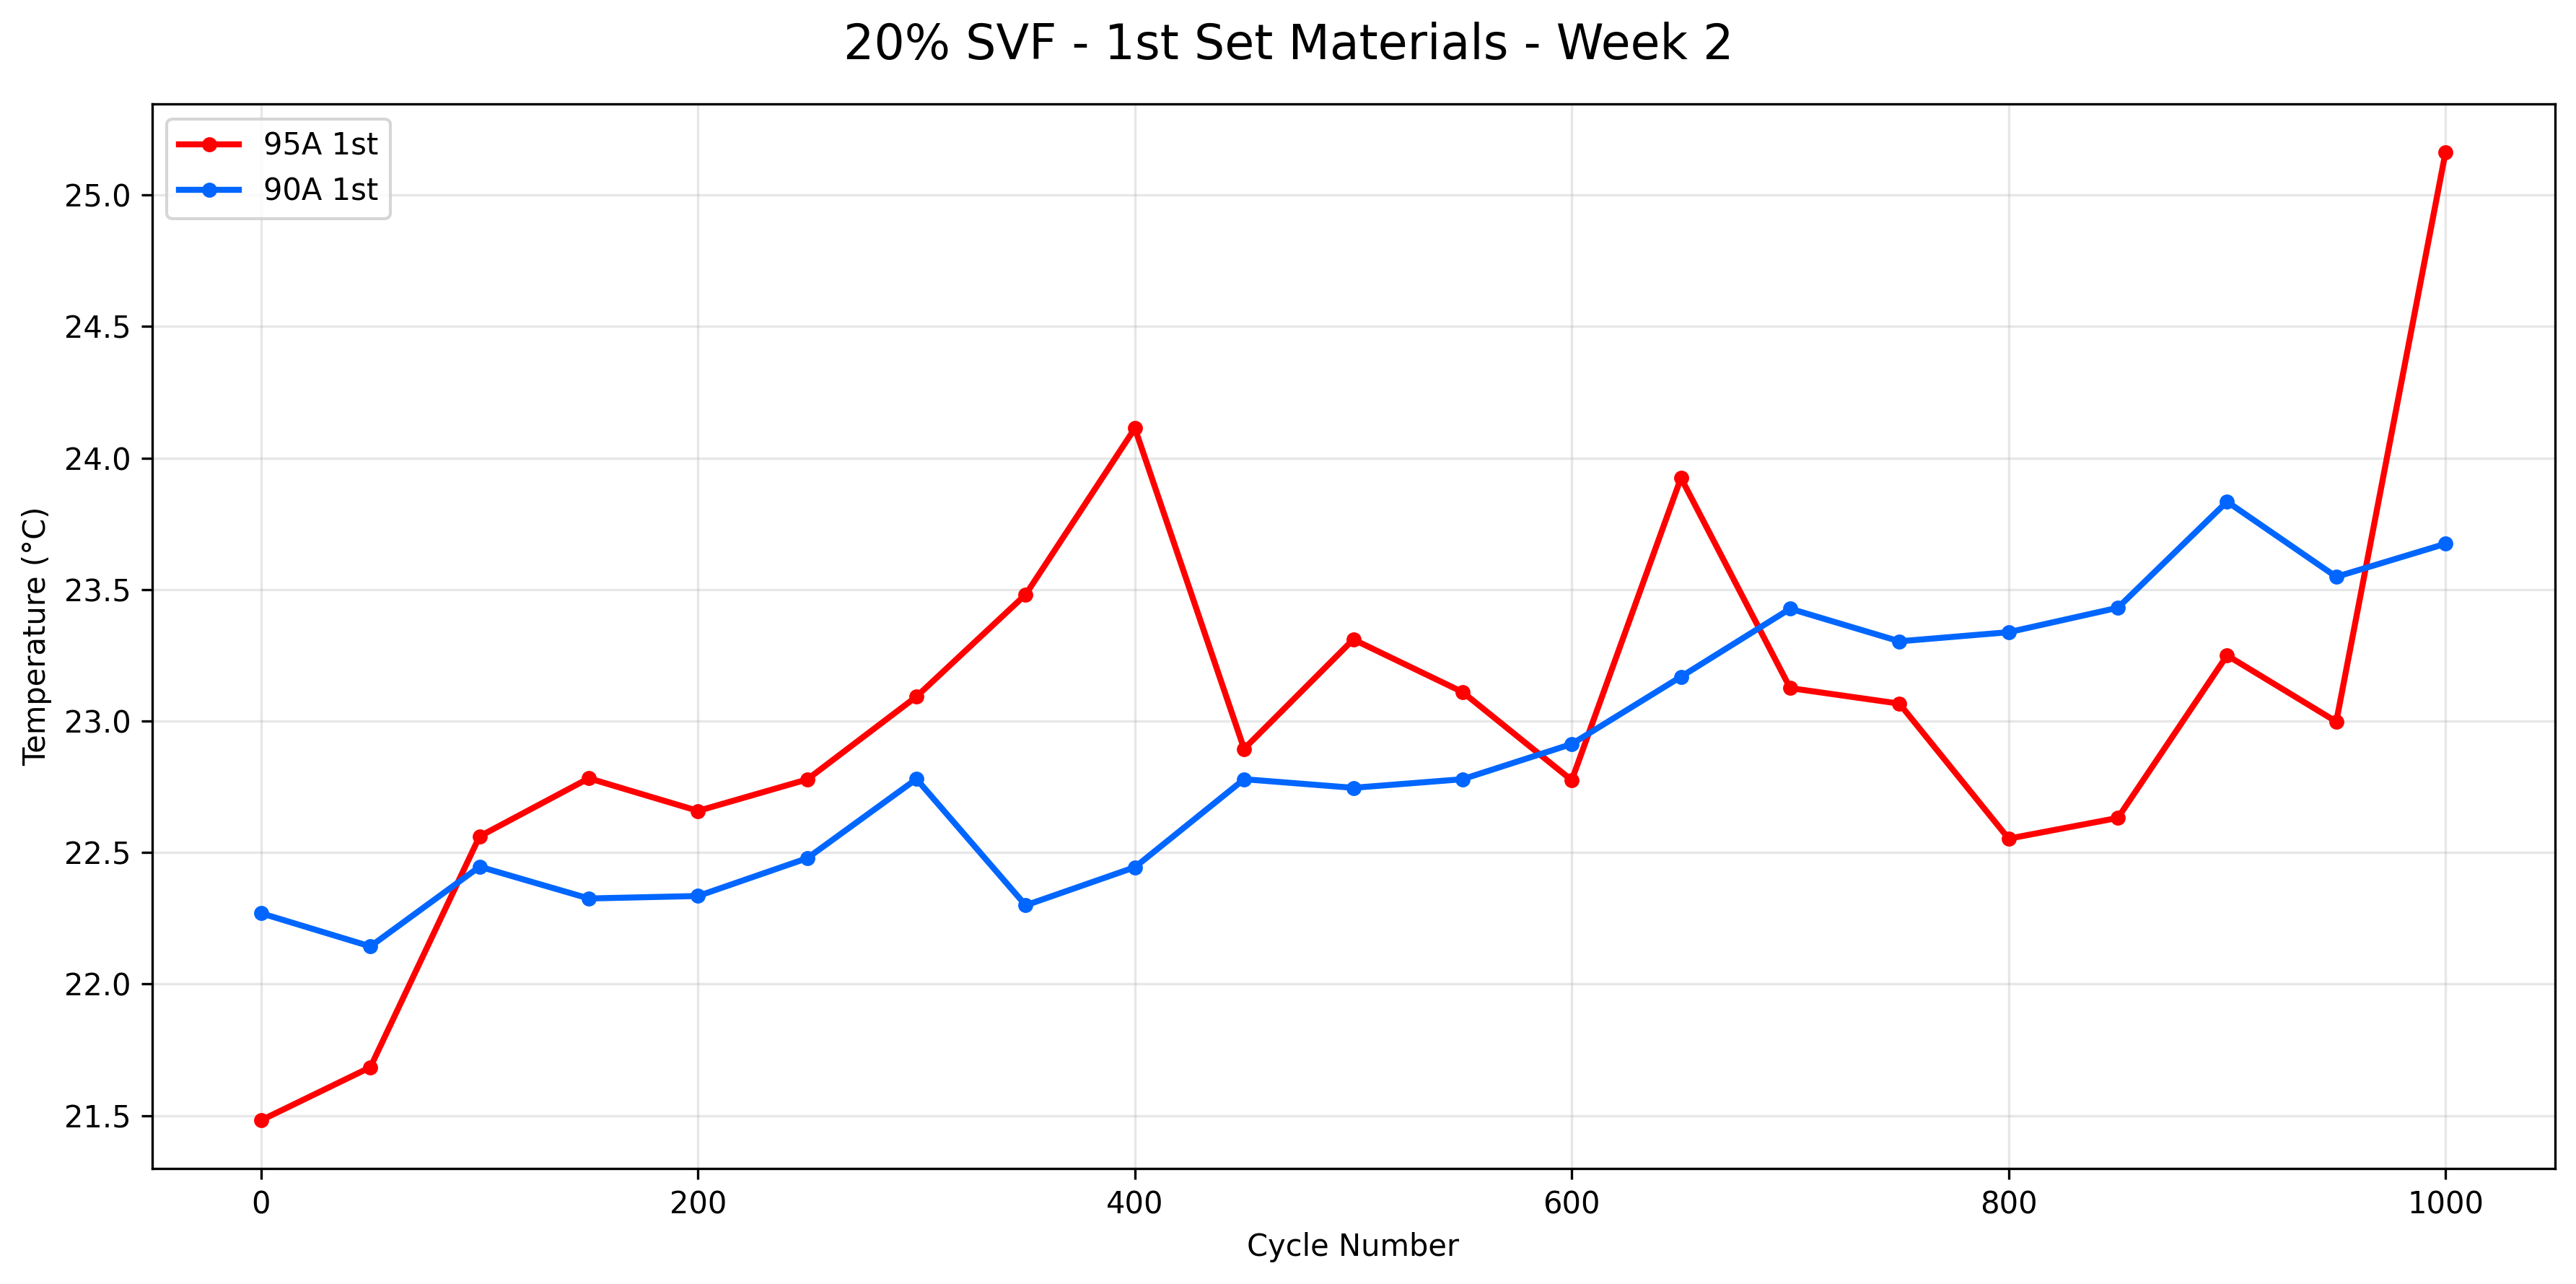 20% SVF - 1st Set Materials - Week 2
95A 1st
90A 1st
25.0
24.5
24.0
23.5
23.0
22.5
22.0
21.5
Temperature (°C)
0 200 400 600 800 1000
Cycle Number